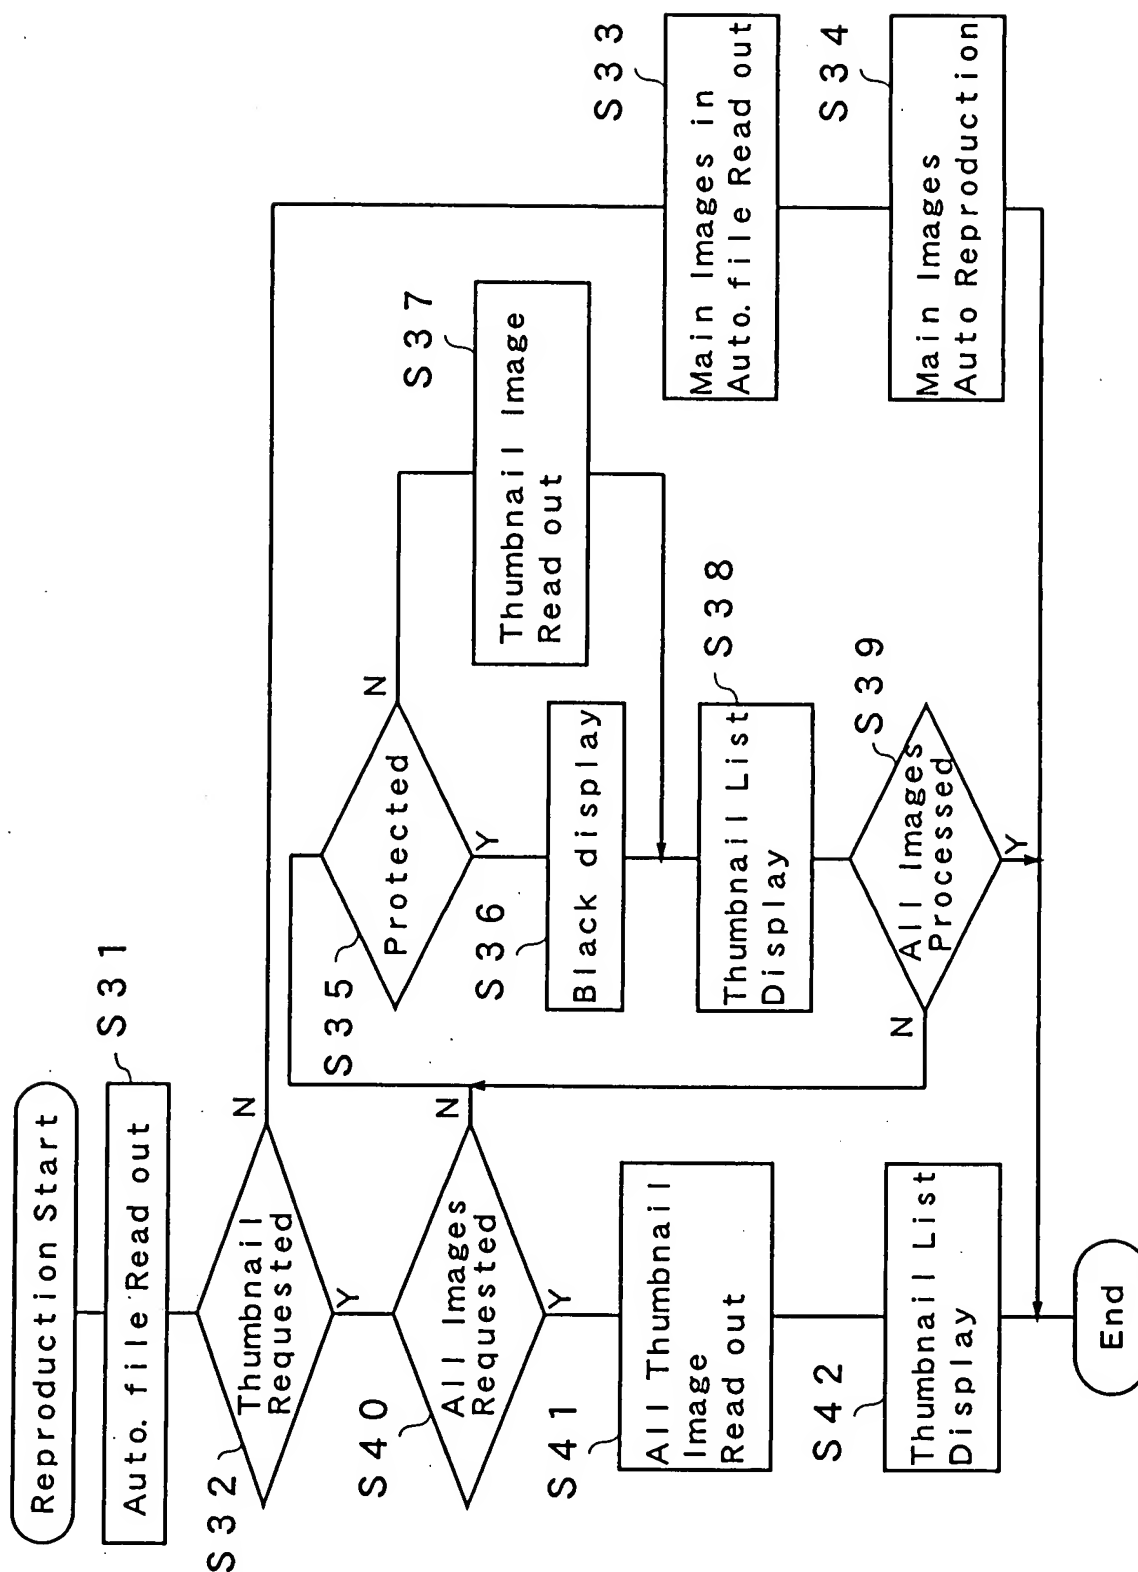 Reproduction Start
S31
Auto. file Read out
S32
Thumbnail
Requested
N
Y
S40
All Images
Requested
N
Y
S41
All Thumbnail
Image
Read out
S42
Thumbnail List
Display
End
S35
Protected
N
Y
S36
Black display
S37
Thumbnail Image
Read out
S38
Thumbnail List
Display
S39
All Images
Processed
N
Y
S33
Main Images in
Auto. file Read out
S34
Main Images
Auto Reproduction